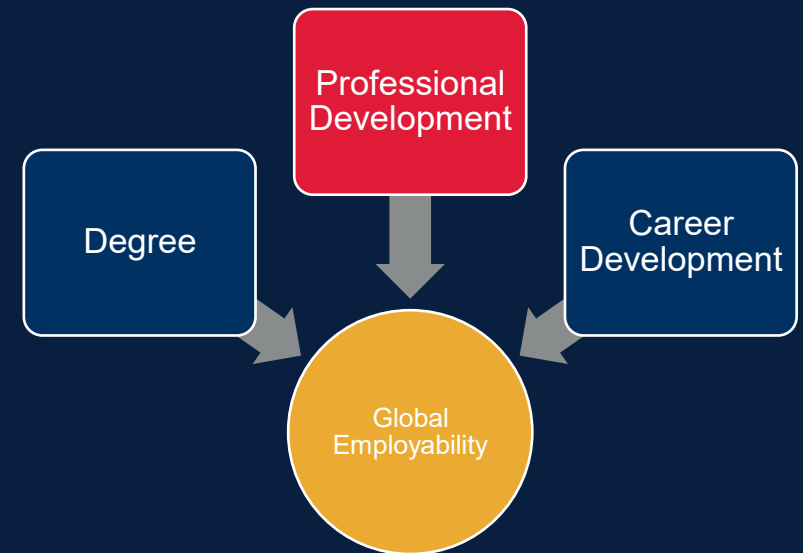 Professional
Development
Degree
Career
Development
Global
Employability